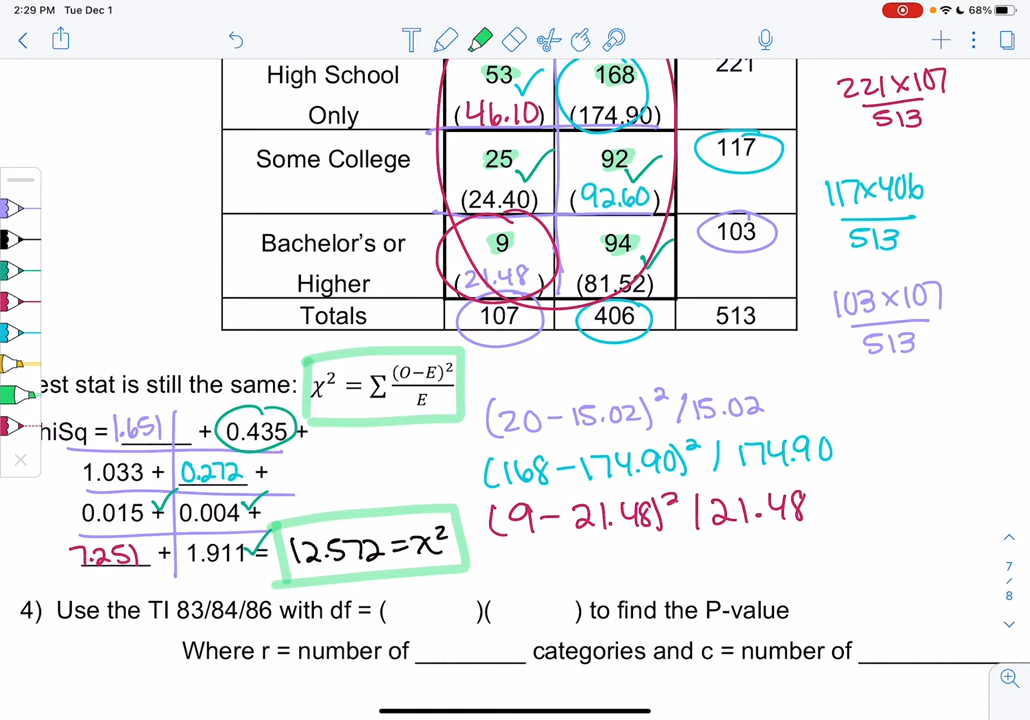 2:29 PM Tue Dec 1
68%
High School 53 168 221
Only (46.10) (174.90)
Some College 25 92 117
(24.40) (92.60)
Bachelor's or 9 94 103
Higher (21.48) (81.52)
Totals 107 406 513
221×107
513
117×406
513
103×107
513
est stat is still the same: χ² = ∑ (O−E)² / E
hiSq = 1.651 + 0.435 +
1.033 + 0.272 +
0.015 + 0.004 +
7.251 + 1.911 = 12.572 = x²
(20 − 15.02)² / 15.02
(168 − 174.90)² / 174.90
(9 − 21.48)² / 21.48
4) Use the TI 83/84/86 with df = ( )( ) to find the P-value
Where r = number of ________ categories and c = number of ____________
7
/
8